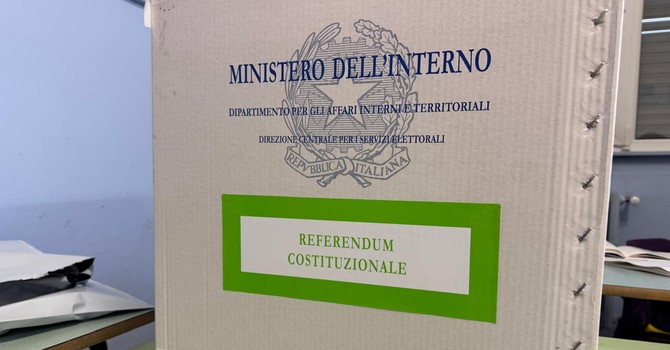 MINISTERO DELL'INTERNO
DIPARTIMENTO PER GLI AFFARI INTERNI E TERRITORIALI
DIREZIONE CENTRALE PER I SERVIZI ELETTORALI
REPVBBLICA ITALIANA
REFERENDUM
COSTITUZIONALE